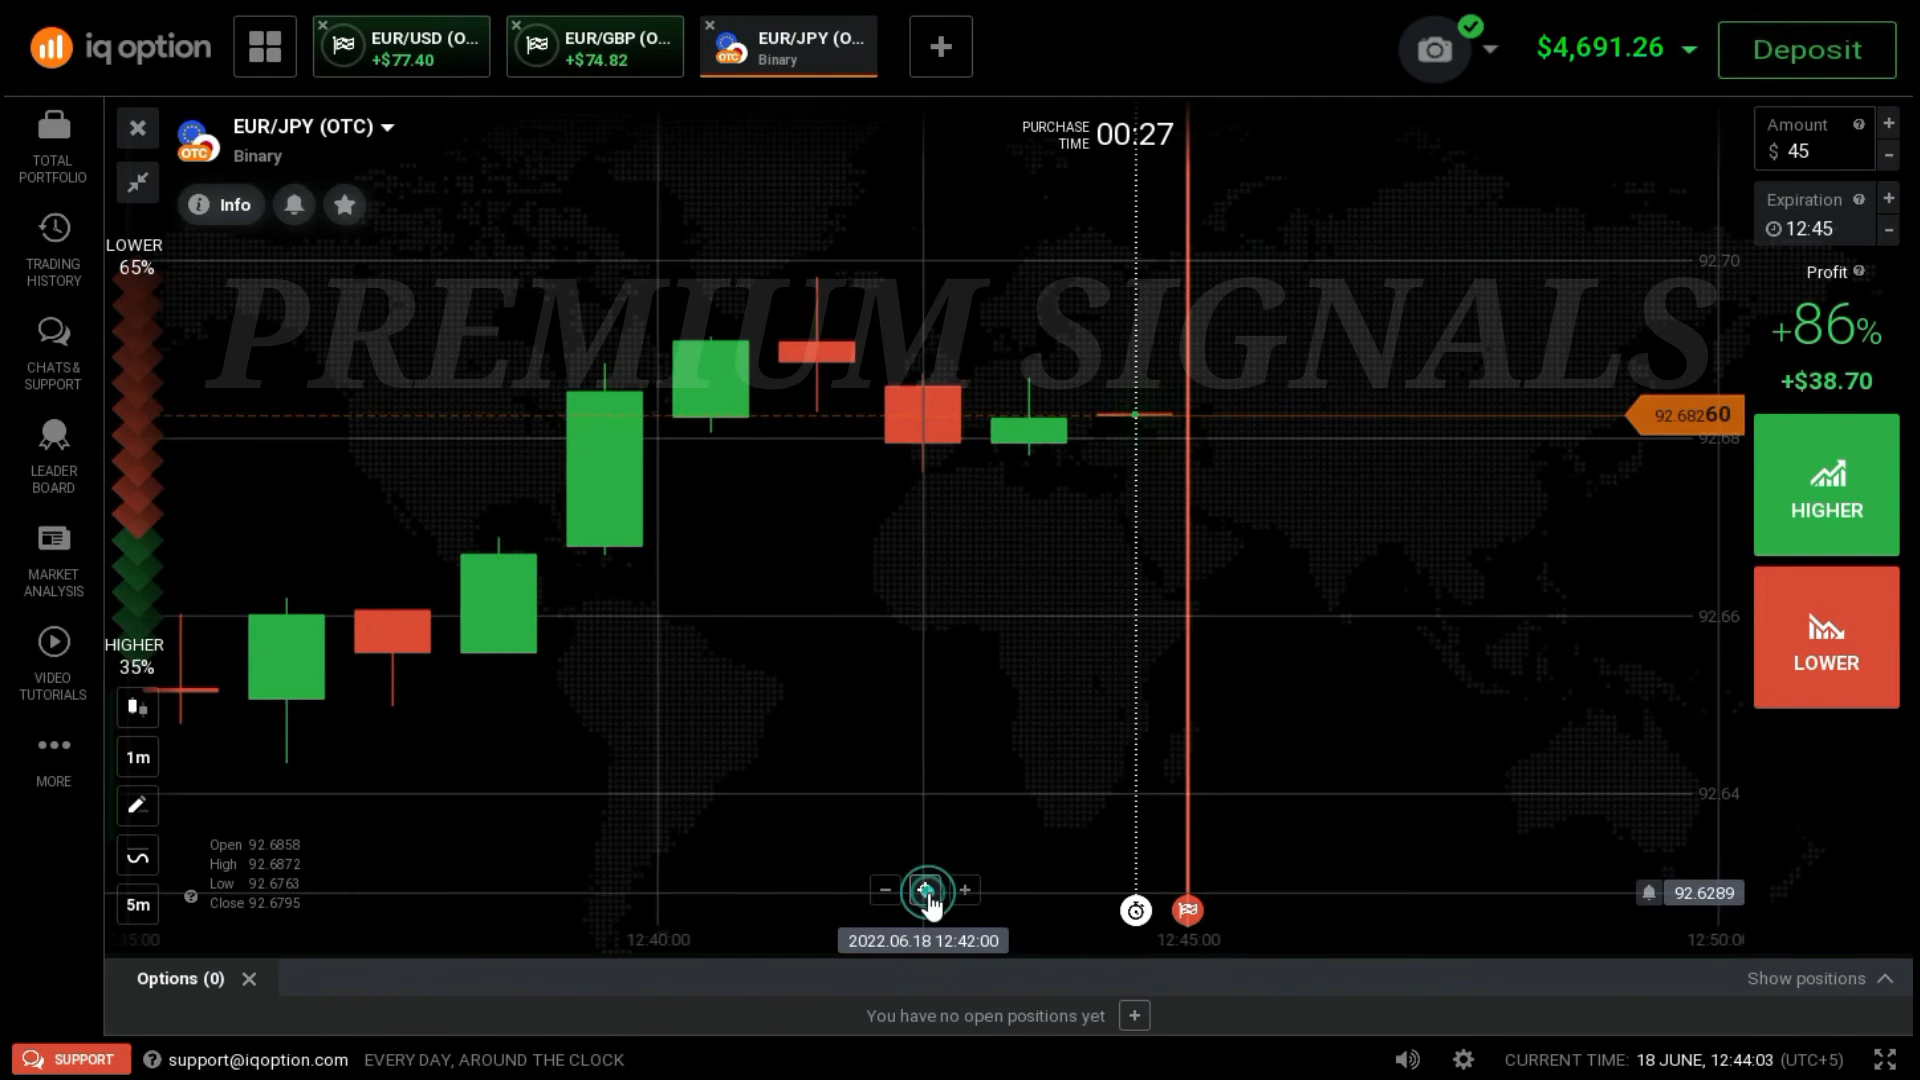 iq option
EUR/USD (O...
+$77.40
EUR/GBP (O...
+$74.82
EUR/JPY (O...
Binary
$4,691.26
Deposit
TOTAL
PORTFOLIO
TRADING
HISTORY
CHATS &
SUPPORT
LEADER
BOARD
MARKET
ANALYSIS
VIDEO
TUTORIALS
MORE
EUR/JPY (OTC)
OTC
Binary
Info
LOWER
65%
HIGHER
35%
1m
5m
PURCHASE
TIME
00:27
PREMIUM SIGNALS
92.70
92.68260
92.68
92.66
92.64
92.6289
Open 92.6858
High 92.6872
Low 92.6763
Close 92.6795
12:40:00
2022.06.18 12:42:00
12:45:00
Amount
$ 45
Expiration
12:45
Profit
+86%
+$38.70
HIGHER
LOWER
Options (0)
Show positions
You have no open positions yet
SUPPORT
support@iqoption.com EVERY DAY, AROUND THE CLOCK
CURRENT TIME: 18 JUNE, 12:44:03 (UTC+5)